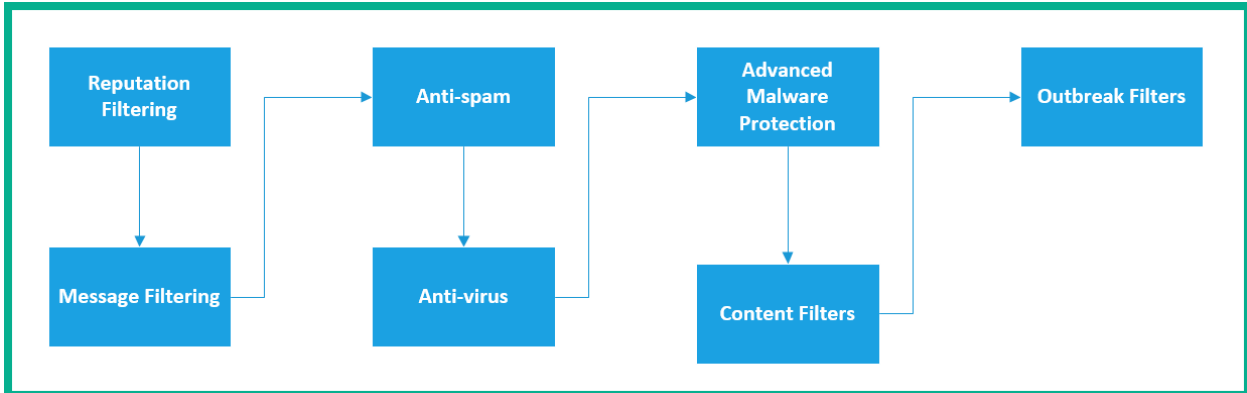 Reputation
Filtering
Message Filtering
Anti-spam
Anti-virus
Advanced
Malware
Protection
Content Filters
Outbreak Filters